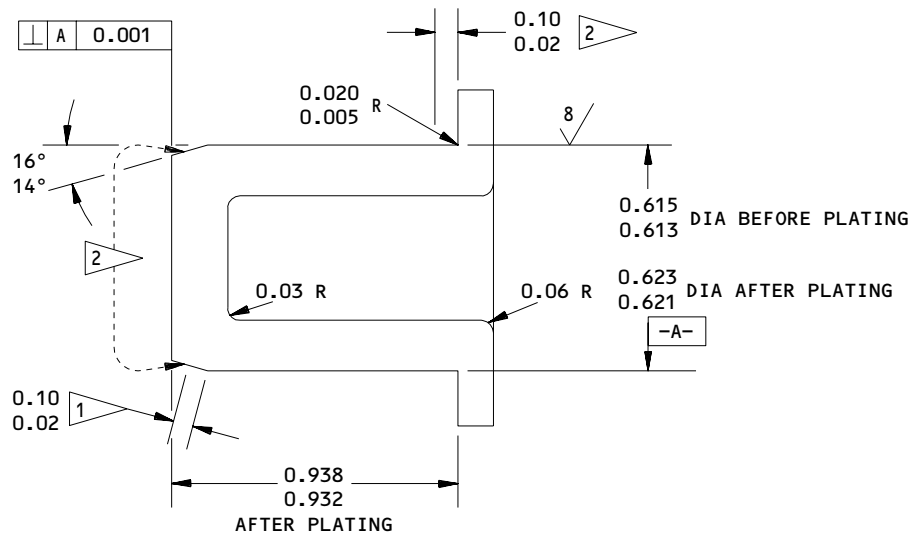 ⊥ A 0.001
0.10
0.02 2
0.020
0.005 R
8
16°
14°
2
0.615
0.613 DIA BEFORE PLATING
0.623
0.621 DIA AFTER PLATING
-A-
0.03 R
0.06 R
0.10
0.02 1
0.938
0.932
AFTER PLATING